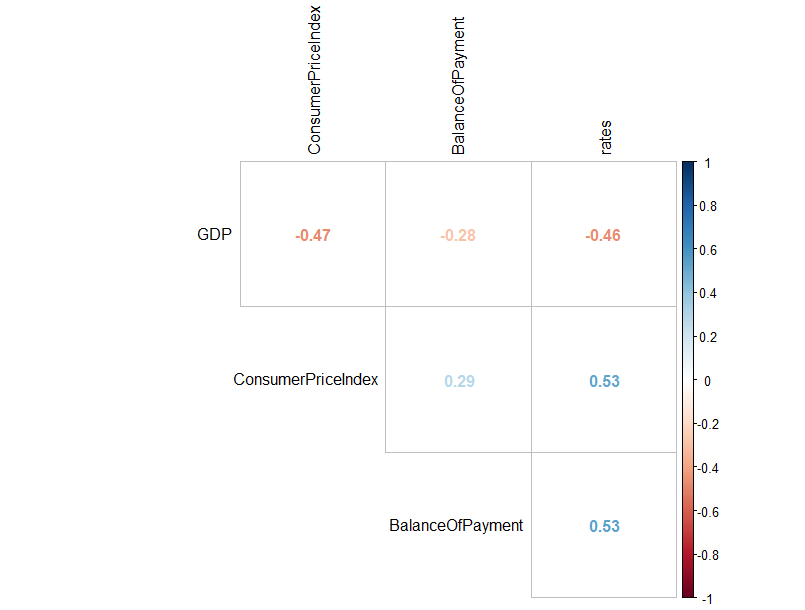 ConsumerPriceIndex
BalanceOfPayment
rates
GDP -0.47 -0.28 -0.46
ConsumerPriceIndex 0.29 0.53
BalanceOfPayment 0.53
1
0.8
0.6
0.4
0.2
0
-0.2
-0.4
-0.6
-0.8
-1